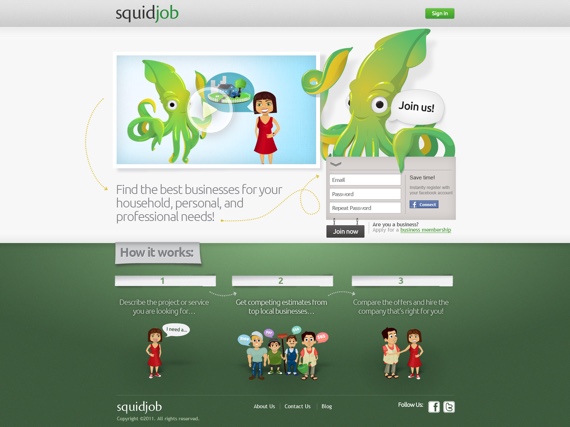 squidjob
Sign in
Join us!
Find the best businesses for your
household, personal, and
professional needs!
Email
Password
Repeat Password
Join now
Save time!
Instantly register with
your facebook account
f Connect
Are you a business?
Apply for a business membership
How it works:
1
Describe the project or service
you are looking for...
I need a...
2
Get competing estimates from
top local businesses...
3
Compare the offers and hire the
company that's right for you!
squidjob
Copyright ©2011. All rights reserved.
About Us
Contact Us
Blog
Follow Us: